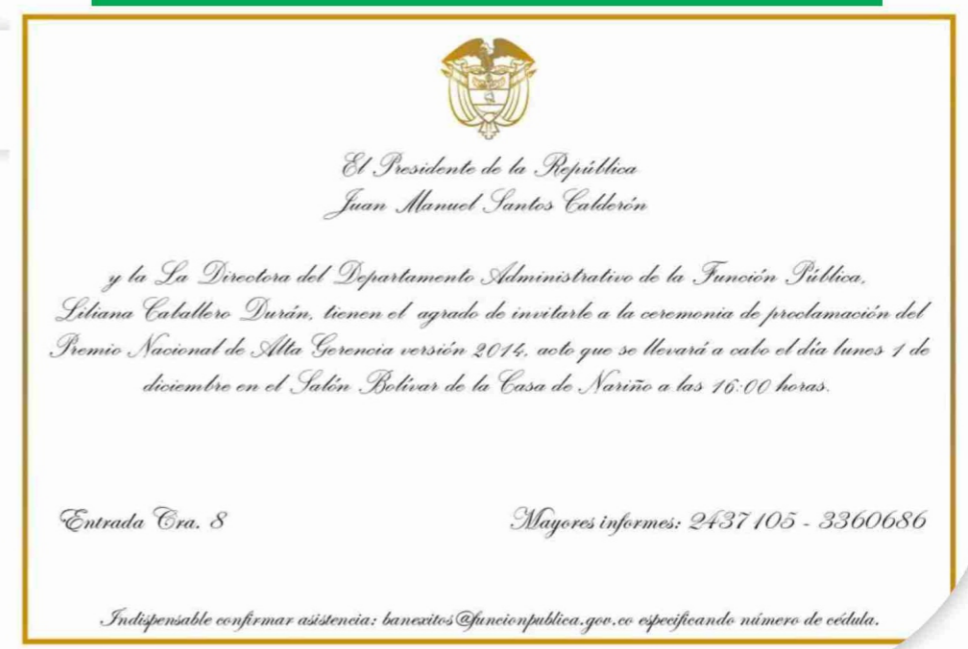 El Presidente de la República
Juan Manuel Santos Calderón
y la La Directora del Departamento Administrativo de la Función Pública,
Liliana Caballero Durán, tienen el agrado de invitarle a la ceremonia de proclamación del
Premio Nacional de Alta Gerencia versión 2014, acto que se llevará a cabo el día lunes 1 de
diciembre en el Salón Bolívar de la Casa de Nariño a las 16:00 horas.
Entrada Cra. 8
Mayores informes: 2437105 - 3360686
Indispensable confirmar asistencia: banexitos@funcionpublica.gov.co especificando número de cédula.